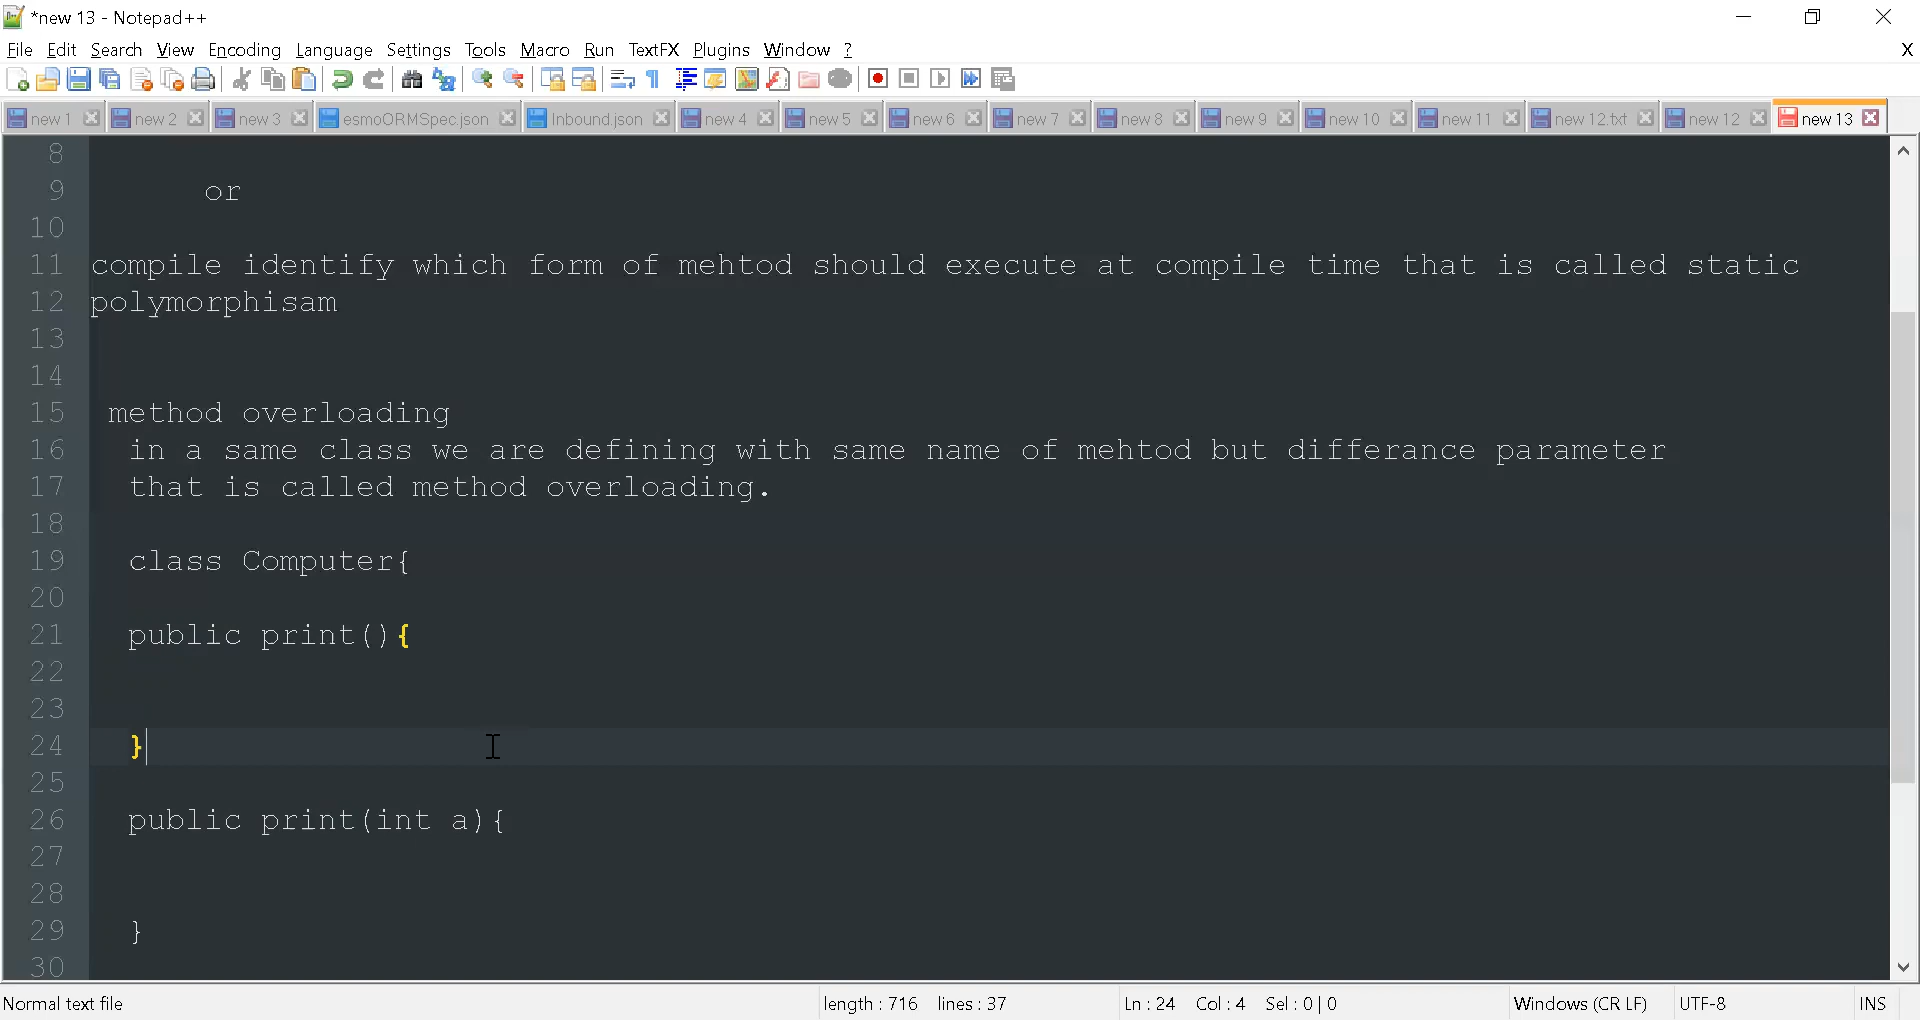 *new 13 - Notepad++
File Edit Search View Encoding Language Settings Tools Macro Run TextFX Plugins Window ? X
new 1 new 2 new 3 esmoORMSpec.json Inbound.json new 4 new 5 new 6 new 7 new 8 new 9 new 10 new 11 new 12.txt new 12 new 13
8
9 or
10
11 compile identify which form of mehtod should execute at compile time that is called static
12 polymorphisam
13
14
15 method overloading
16 in a same class we are defining with same name of mehtod but differance parameter
17 that is called method overloading.
18
19 class Computer{
20
21 public print(){
22
23
24 }
25
26 public print(int a){
27
28
29 }
30
Normal text file length : 716 lines : 37 Ln : 24 Col : 4 Sel : 0 | 0 Windows (CR LF) UTF-8 INS